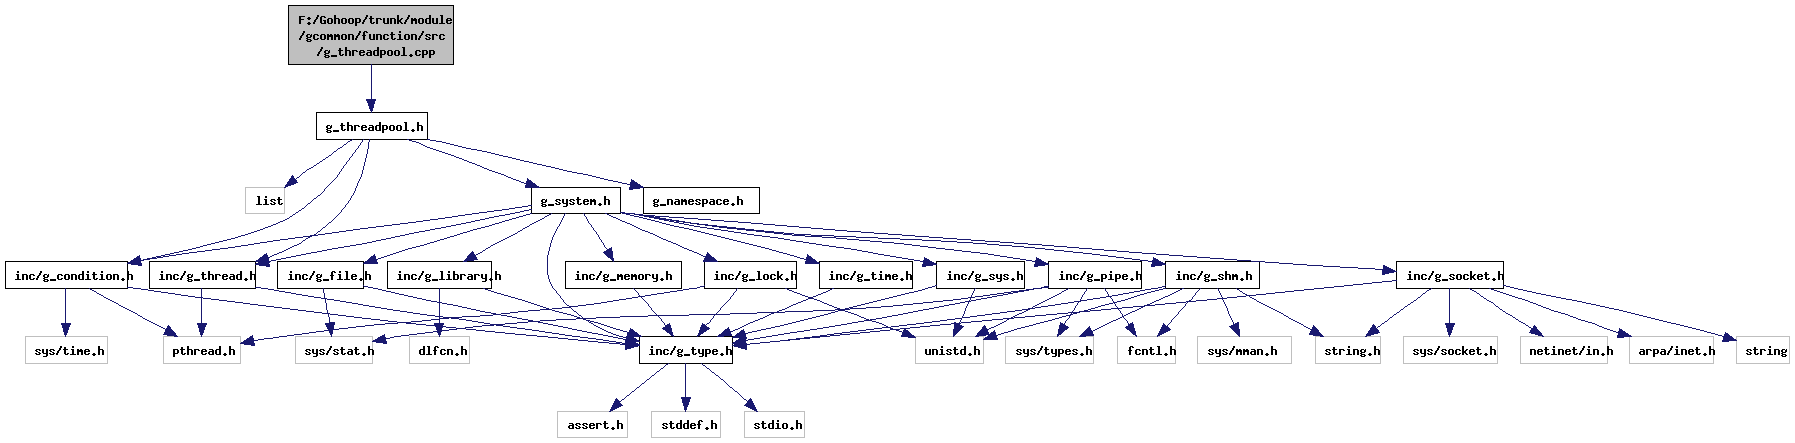 F:/Gohoop/trunk/module
/gcommon/function/src
/g_threadpool.cpp
g_threadpool.h
list
g_system.h
g_namespace.h
inc/g_condition.h
inc/g_thread.h
inc/g_file.h
inc/g_library.h
inc/g_memory.h
inc/g_lock.h
inc/g_time.h
inc/g_sys.h
inc/g_pipe.h
inc/g_shm.h
inc/g_socket.h
sys/time.h
pthread.h
sys/stat.h
dlfcn.h
inc/g_type.h
unistd.h
sys/types.h
fcntl.h
sys/mman.h
string.h
sys/socket.h
netinet/in.h
arpa/inet.h
string
assert.h
stddef.h
stdio.h